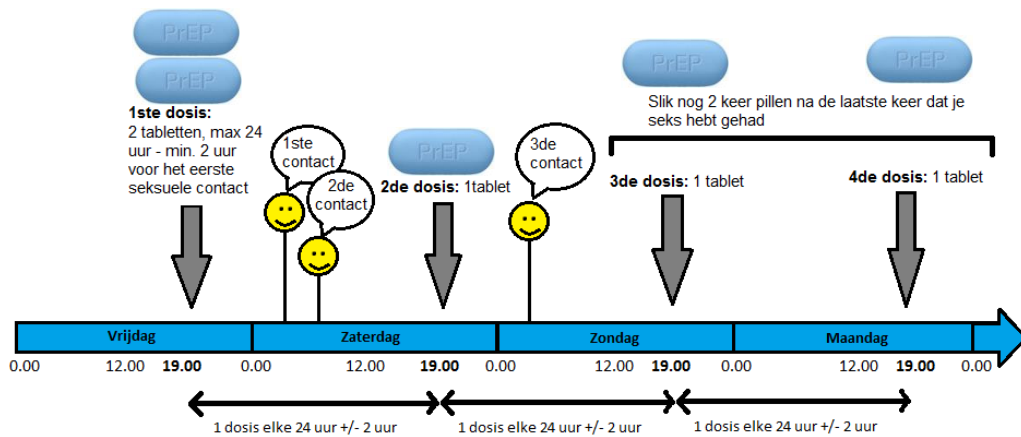 PrEP
PrEP
1ste dosis:
2 tabletten, max 24
uur - min. 2 uur
voor het eerste
seksuele contact
1ste
contact
2de
contact
PrEP
2de dosis: 1tablet
3de
contact
PrEP
PrEP
Slik nog 2 keer pillen na de laatste keer dat je
seks hebt gehad
3de dosis: 1 tablet
4de dosis: 1 tablet
Vrijdag
Zaterdag
Zondag
Maandag
0.00 12.00 19.00 0.00 12.00 19.00 0.00 12.00 19.00 0.00 12.00 19.00 0.00
1 dosis elke 24 uur +/- 2 uur
1 dosis elke 24 uur +/- 2 uur
1 dosis elke 24 uur +/- 2 uur